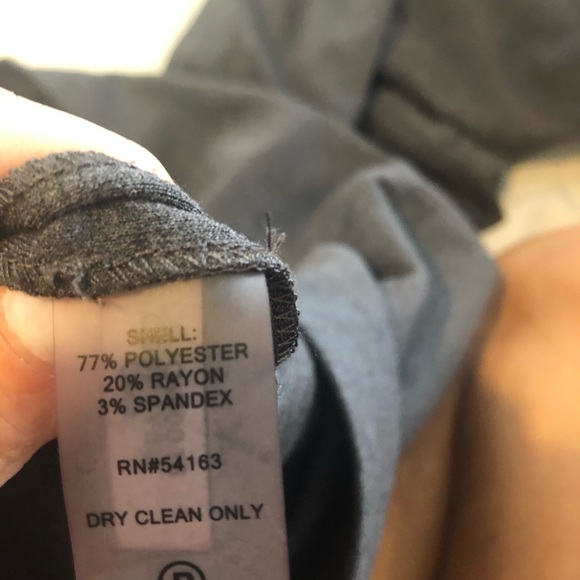 SHELL:
77% POLYESTER
20% RAYON
3% SPANDEX
RN#54163
DRY CLEAN ONLY